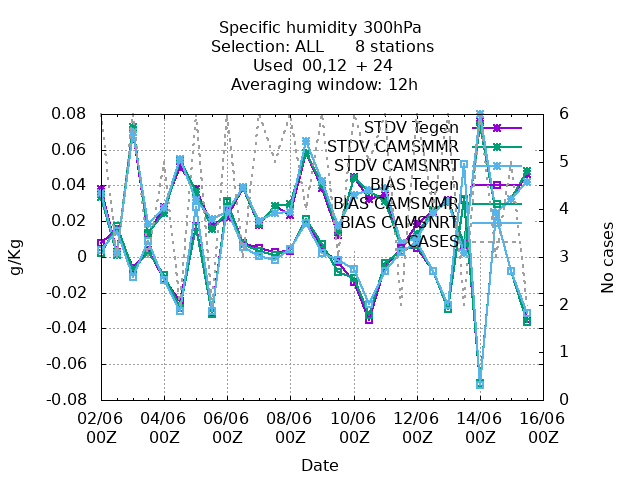 Specific humidity 300hPa
Selection: ALL 8 stations
Used 00,12 + 24
Averaging window: 12h
g/Kg
No cases
0.08
0.06
0.04
0.02
0
-0.02
-0.04
-0.06
-0.08
6
5
4
3
2
1
0
STDV Tegen
STDV CAMSMMR
STDV CAMSNRT
BIAS Tegen
BIAS CAMSMMR
BIAS CAMSNRT
CASES
02/06 04/06 06/06 08/06 10/06 12/06 14/06 16/06
00Z 00Z 00Z 00Z 00Z 00Z 00Z 00Z
Date